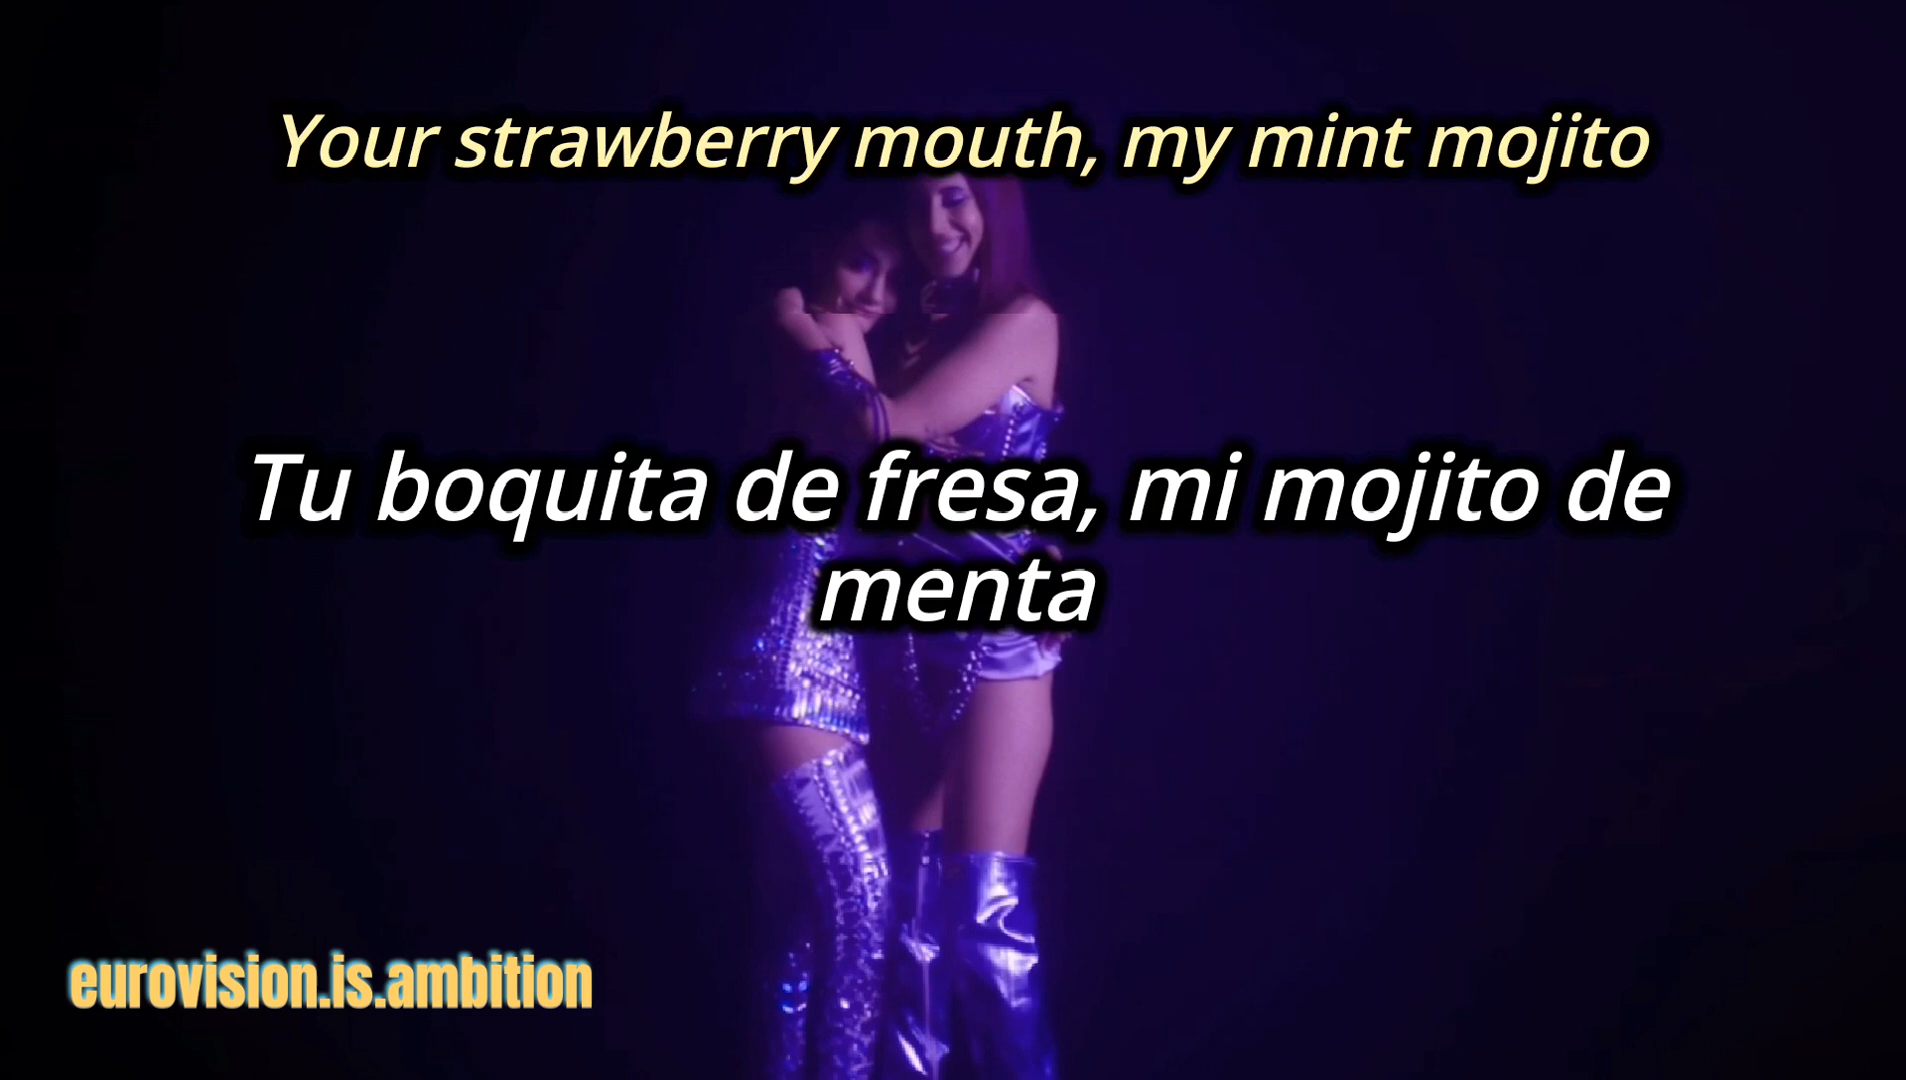 Your strawberry mouth, my mint mojito
Tu boquita de fresa, mi mojito de
menta
eurovision.is.ambition